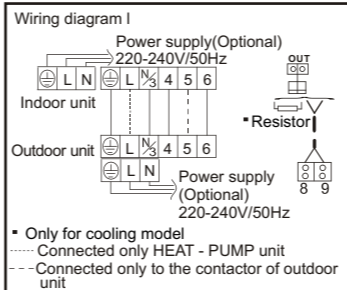 Wiring diagram I
Power supply(Optional)
220-240V/50Hz
OUT
L N L N/3 4 5 6
Indoor unit
▪ Resistor
Outdoor unit L N/3 4 5 6
L N
8 9
Power supply
(Optional)
220-240V/50Hz
▪ Only for cooling model
······ Connected only HEAT - PUMP unit
---Connected only to the contactor of outdoor
unit